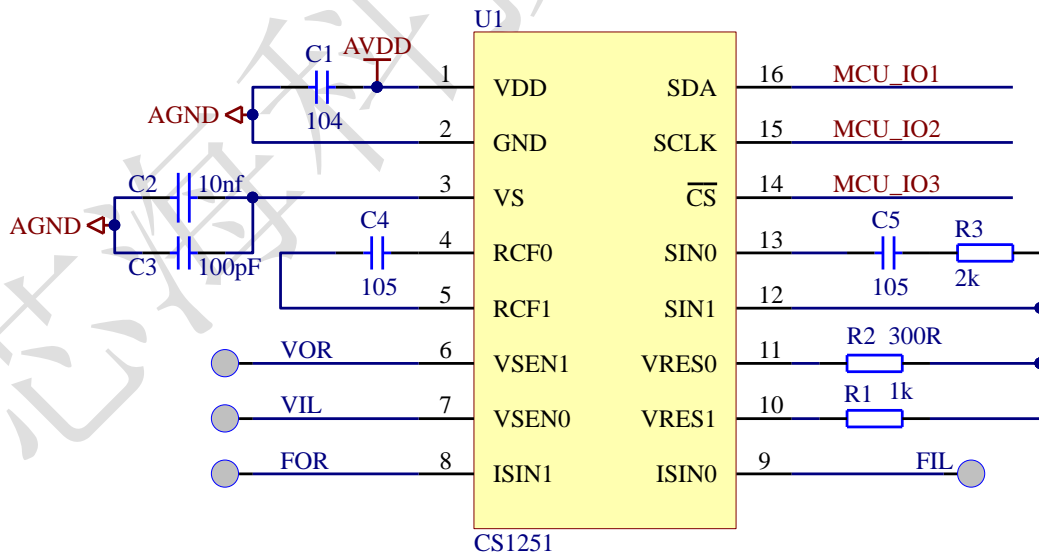 U1
C1 AVDD
1 VDD SDA 16 MCU_IO1
AGND 104
2 GND SCLK 15 MCU_IO2
C2 10nf 3 VS CS 14 MCU_IO3
AGND
C3 100pF
C4 4 RCF0 SIN0 13 C5 R3
105 105 2k
5 RCF1 SIN1 12
VOR 6 VSEN1 VRES0 11 R2 300R
VIL 7 VSEN0 VRES1 10 R1 1k
FOR 8 ISIN1 ISIN0 9 FIL
CS1251
芯海科